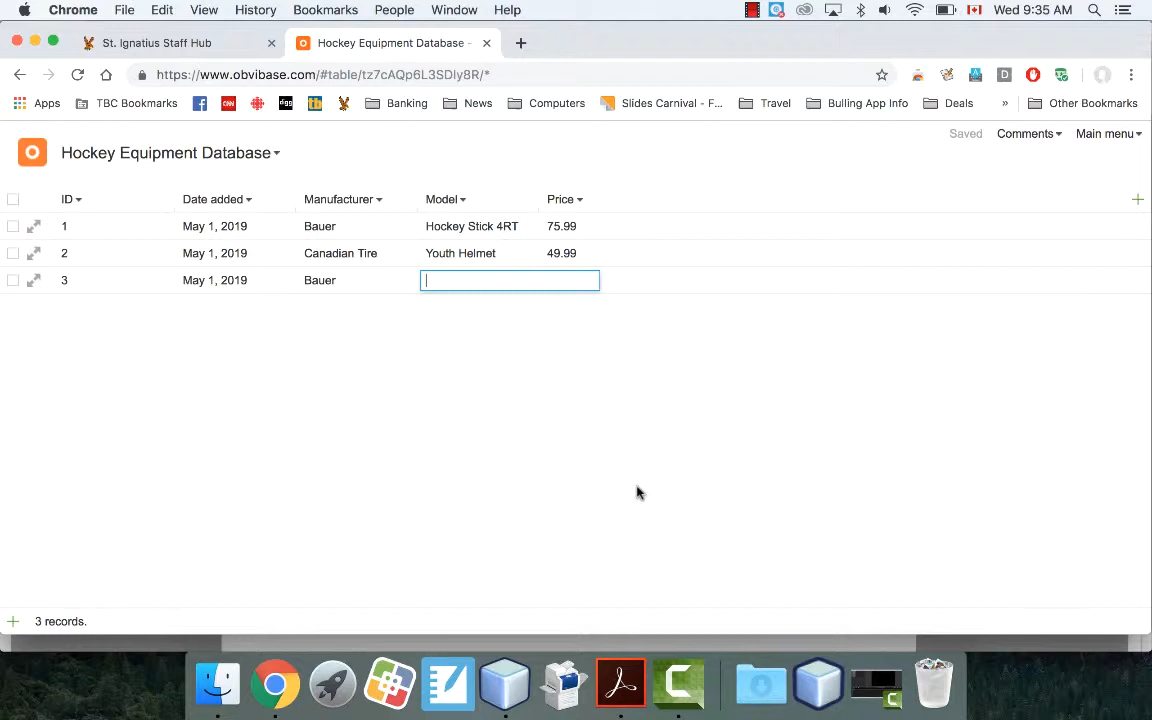 Chrome File Edit View History Bookmarks People Window Help Wed 9:35 AM
St. Ignatius Staff Hub Hockey Equipment Database -
https://www.obvibase.com/#table/tz7cAQp6L3SDly8R/* D
Apps TBC Bookmarks f CNN digg tb Banking News Computers Slides Carnival - F... Travel Bulling App Info Deals » Other Bookmarks
Saved Comments Main menu
Hockey Equipment Database
ID Date added Manufacturer Model Price
1 May 1, 2019 Bauer Hockey Stick 4RT 75.99
2 May 1, 2019 Canadian Tire Youth Helmet 49.99
3 May 1, 2019 Bauer
3 records.